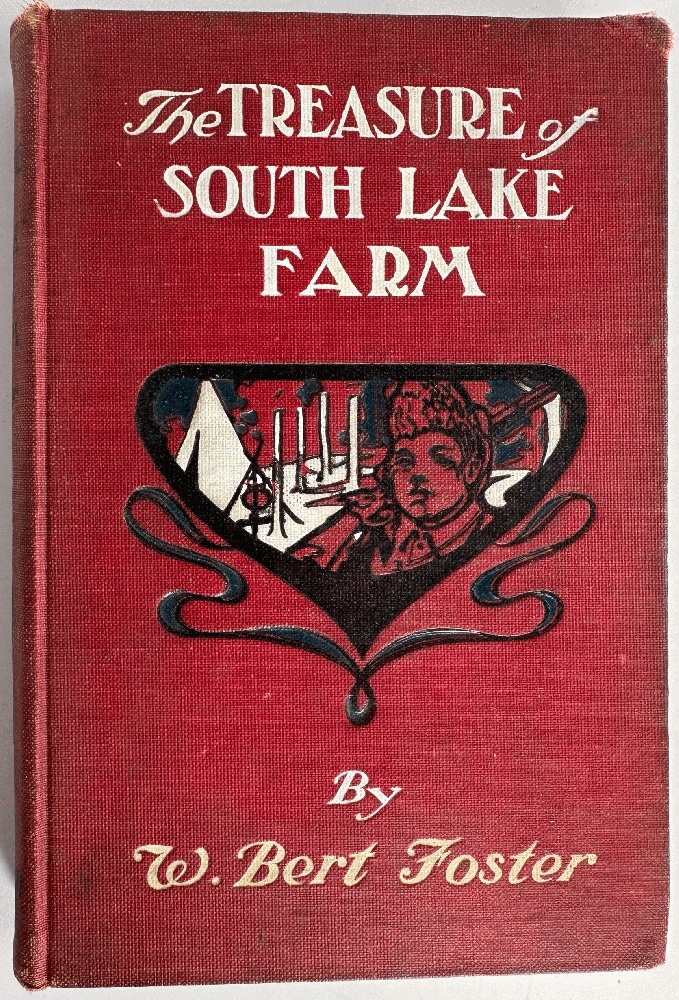 The TREASURE of
SOUTH LAKE
FARM
By
W. Bert Foster